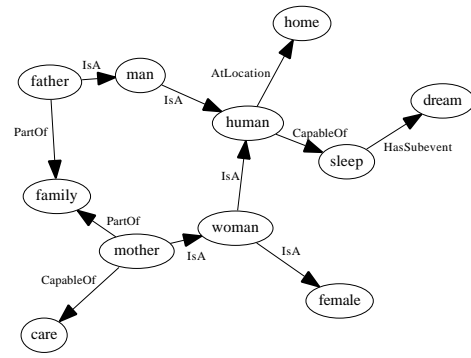 home
father
IsA
man
AtLocation
dream
IsA
human
CapableOf
PartOf
sleep
HasSubevent
IsA
family
PartOf
woman
mother
IsA
IsA
CapableOf
female
care